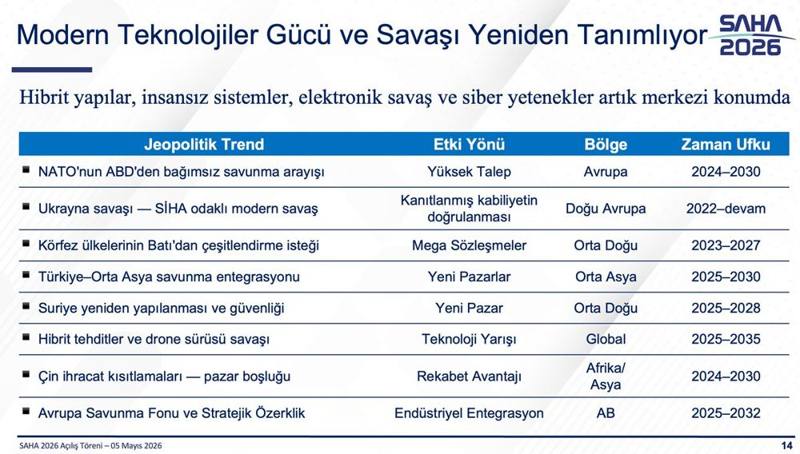 Modern Teknolojiler Gücü ve Savaşı Yeniden Tanımlıyor
SAHA
2026
Hibrit yapılar, insansız sistemler, elektronik savaş ve siber yetenekler artık merkezi konumda
Jeopolitik Trend Etki Yönü Bölge Zaman Ufku
NATO'nun ABD'den bağımsız savunma arayışı Yüksek Talep Avrupa 2024–2030
Ukrayna savaşı — SİHA odaklı modern savaş Kanıtlanmış kabiliyetin doğrulanması Doğu Avrupa 2022–devam
Körfez ülkelerinin Batı'dan çeşitlendirme isteği Mega Sözleşmeler Orta Doğu 2023–2027
Türkiye–Orta Asya savunma entegrasyonu Yeni Pazarlar Orta Asya 2025–2030
Suriye yeniden yapılanması ve güvenliği Yeni Pazar Orta Doğu 2025–2028
Hibrit tehditler ve drone sürüsü savaşı Teknoloji Yarışı Global 2025–2035
Çin ihracat kısıtlamaları — pazar boşluğu Rekabet Avantajı Afrika/ Asya 2024–2030
Avrupa Savunma Fonu ve Stratejik Özerklik Endüstriyel Entegrasyon AB 2025–2032
SAHA 2026 Açılış Töreni – 05 Mayıs 2026
14